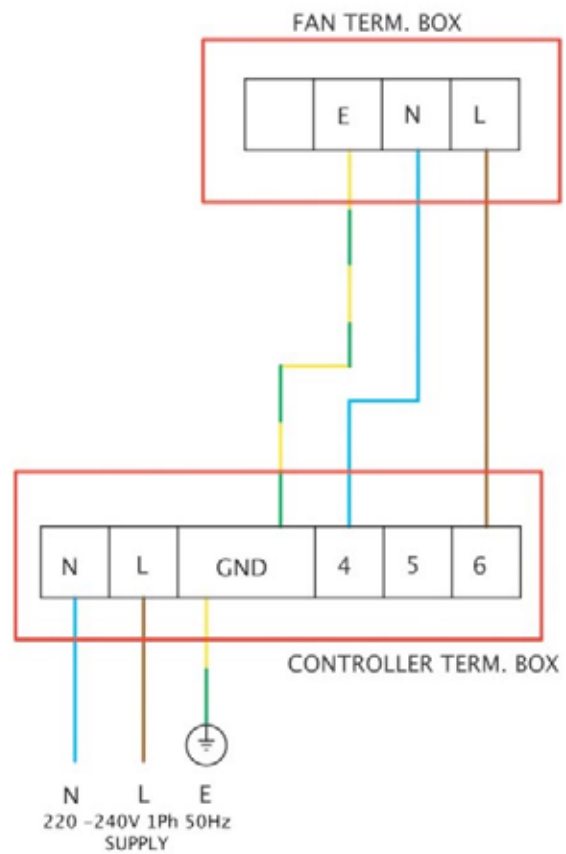 FAN TERM. BOX
E N L
N L GND 4 5 6
CONTROLLER TERM. BOX
N L E
220 -240V 1Ph 50Hz
SUPPLY